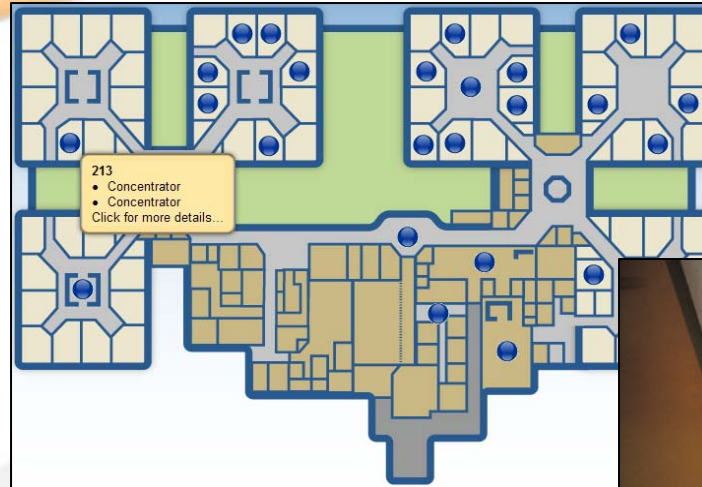 213
• Concentrator
• Concentrator
Click for more details...